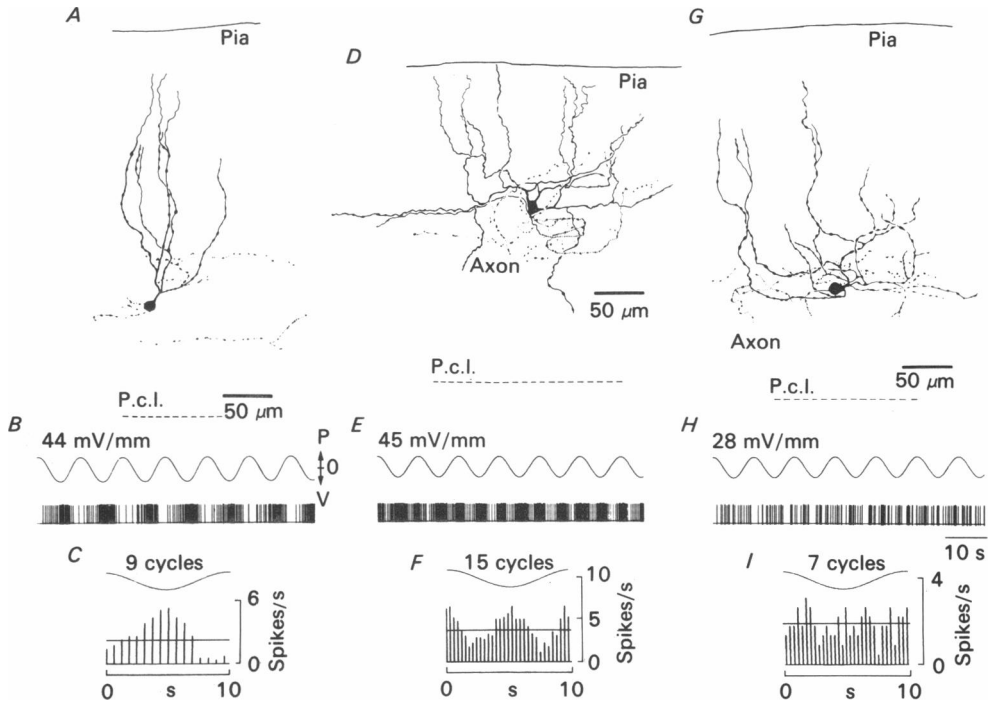 A
Pia
P.c.l.
50 μm
B
44 mV/mm
P
0
V
C
9 cycles
6
0
Spikes/s
0 s 10
D
Pia
Axon
50 μm
P.c.l.
E
45 mV/mm
F
15 cycles
10
5
0
Spikes/s
0 s 10
G
Pia
Axon
50 μm
P.c.l.
H
28 mV/mm
10 s
I
7 cycles
4
0
Spikes/s
0 s 10